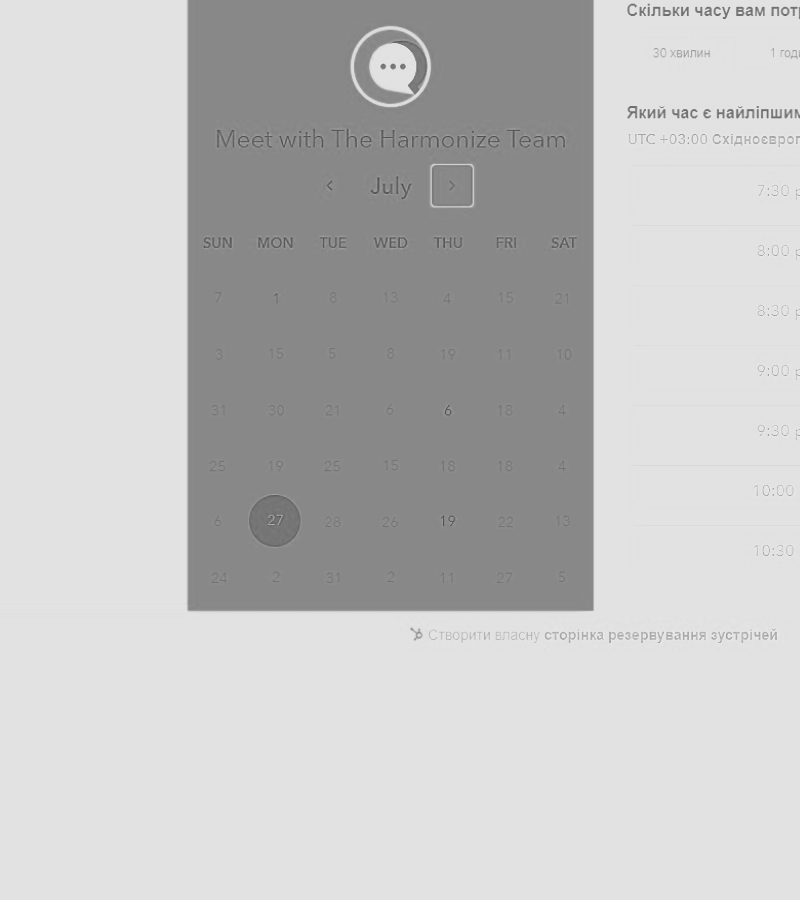 Скільки часу вам
30 хвилин
1
Який час є
UTC +03:00
7:30
8:00
8:30
9:00
9:30
10:00
10:30
Meet with The Harmonize Team
July
SUN MON TUE WED THU FRI SAT
7 1 8 13 4 15 21
3 15 5 8 19 11 10
31 30 21 6 6 18 4
25 19 25 15 18 18 4
6 27 28 26 19 22 13
24 2 31 2 11 27 5
Створити власну сторінка резервування зустрічей